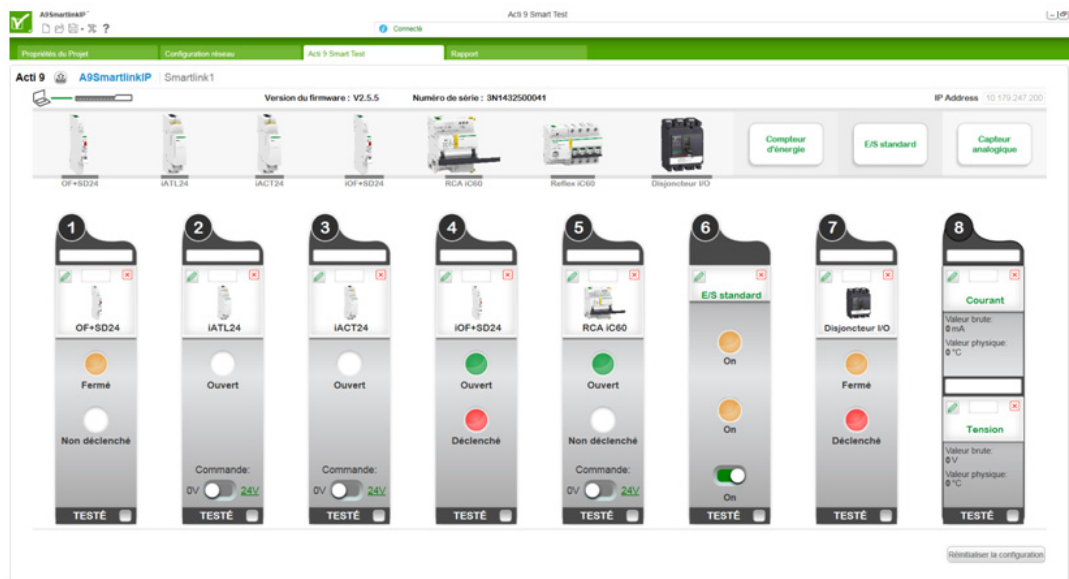 A9SmartlinkIP
Acti 9 Smart Test
?
Connecté
Propriétés du Projet
Configuration réseau
Acti 9 Smart Test
Rapport
Acti 9 A9SmartlinkIP Smartlink1
Version du firmware : V2.5.5 Numéro de série : 3N1432500041 IP Address 10.179.247.200
OF+SD24
iATL24
iACT24
iOF+SD24
RCA iC60
Reflex iC60
Disjoncteur I/O
Compteur
d'énergie
E/S standard
Capteur
analogique
1
OF+SD24
Fermé
Non déclenché
TESTÉ
2
iATL24
Ouvert
Commande:
0V 24V
TESTÉ
3
iACT24
Ouvert
Commande:
0V 24V
TESTÉ
4
iOF+SD24
Ouvert
Déclenché
TESTÉ
5
RCA iC60
Ouvert
Non déclenché
Commande:
0V 24V
TESTÉ
6
E/S standard
On
On
On
TESTÉ
7
Disjoncteur I/O
Fermé
Déclenché
TESTÉ
8
Courant
Valeur brute:
0 mA
Valeur physique:
0 °C
Tension
Valeur brute:
0 V
Valeur physique:
0 °C
TESTÉ
Réinitialiser la configuration